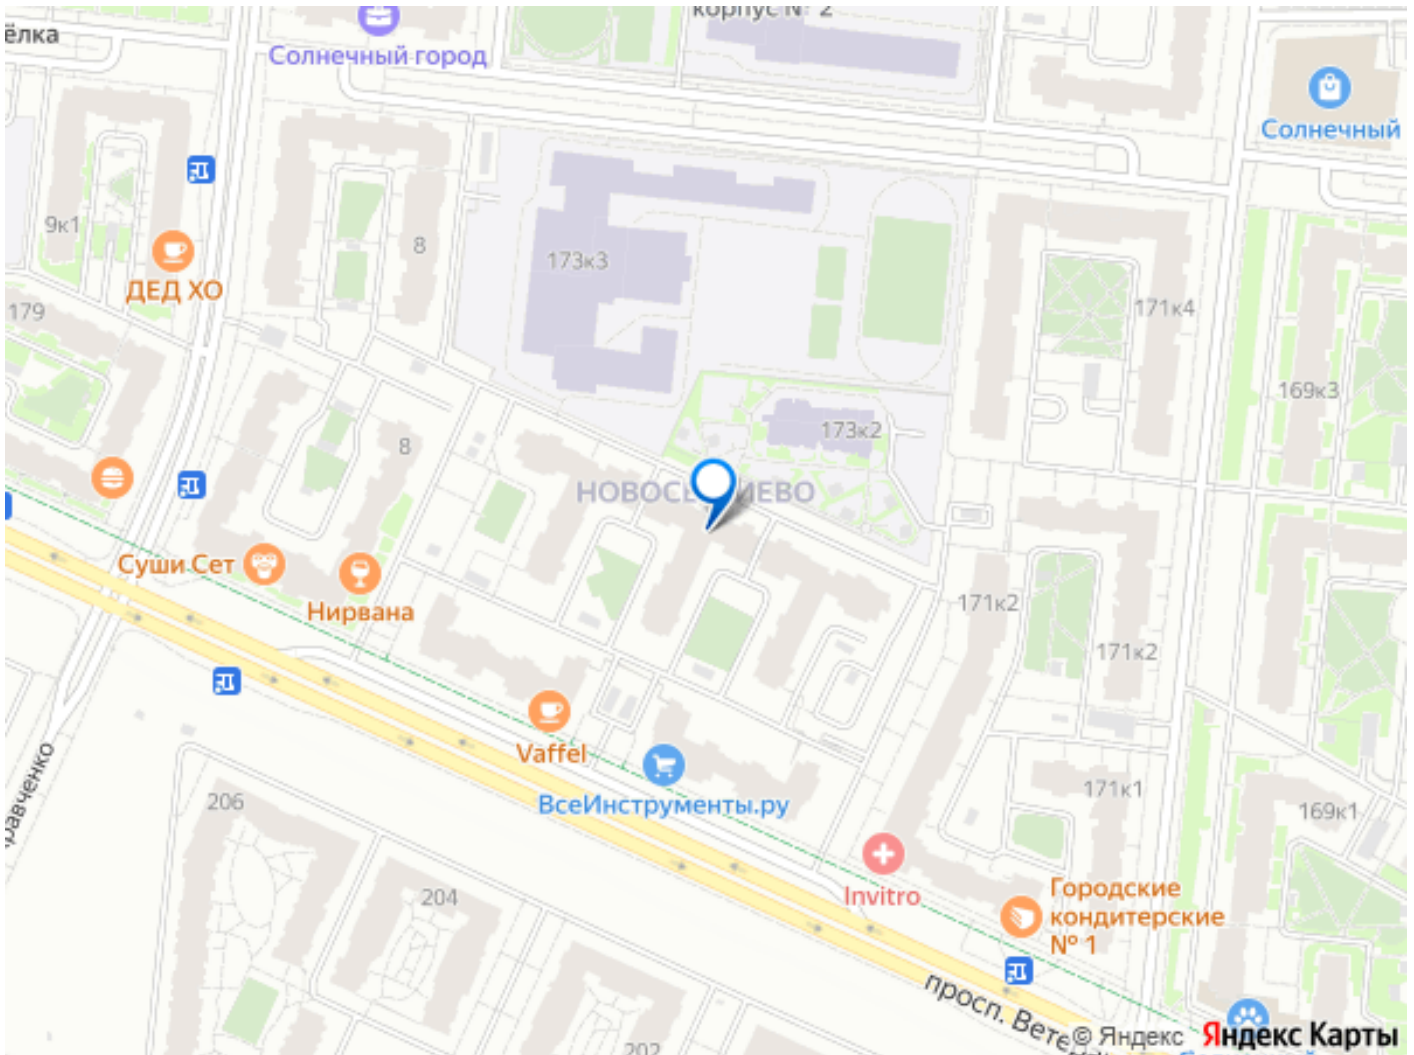 корпус № 2
ёлка
Солнечный город
Солнечный
9к1
8
173к3
ДЕД ХО
179
171к4
169к3
173к2
8
НОВОСЕ
ИЕВО
Суши Сет
Нирвана
171к2
171к2
Vaffel
равченко
206
ВсеИнструменты.ру
171к1
169к1
204
Invitro
Городские
кондитерские
№ 1
просп. Вете
202
© Яндекс
Яндекс Карты